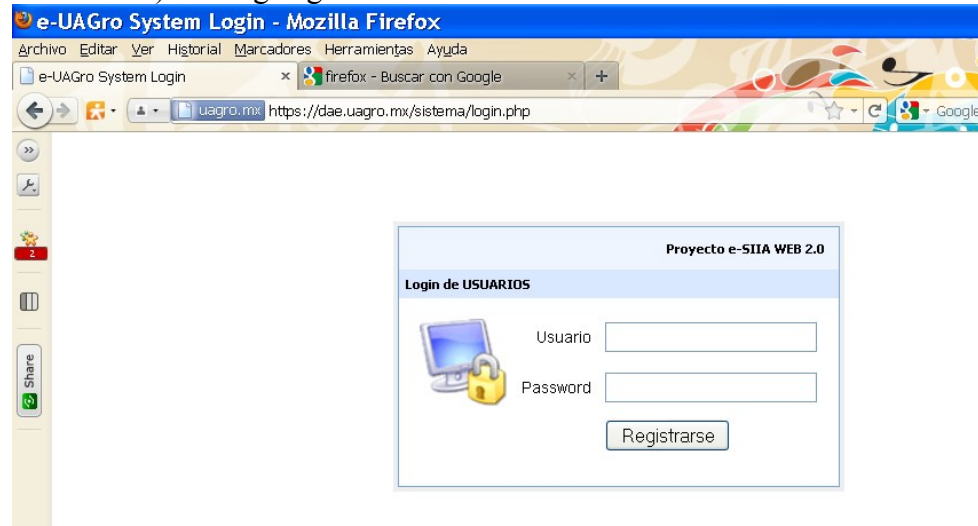 e-UAGro System Login - Mozilla Firefox
Archivo Editar Ver Historial Marcadores Herramientas Ayuda
e-UAGro System Login × firefox - Buscar con Google × +
uagro.mx https://dae.uagro.mx/sistema/login.php Google
2
Share
Proyecto e-SIIA WEB 2.0
Login de USUARIOS
Usuario
Password
Registrarse